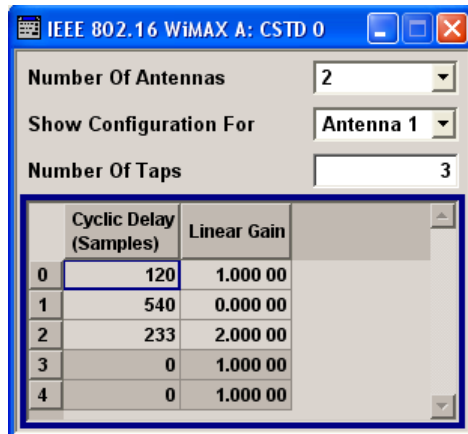 IEEE 802.16 WiMAX A: CSTD 0
Number Of Antennas 2
Show Configuration For Antenna 1
Number Of Taps 3
Cyclic Delay (Samples) Linear Gain
0 120 1.000 00
1 540 0.000 00
2 233 2.000 00
3 0 1.000 00
4 0 1.000 00